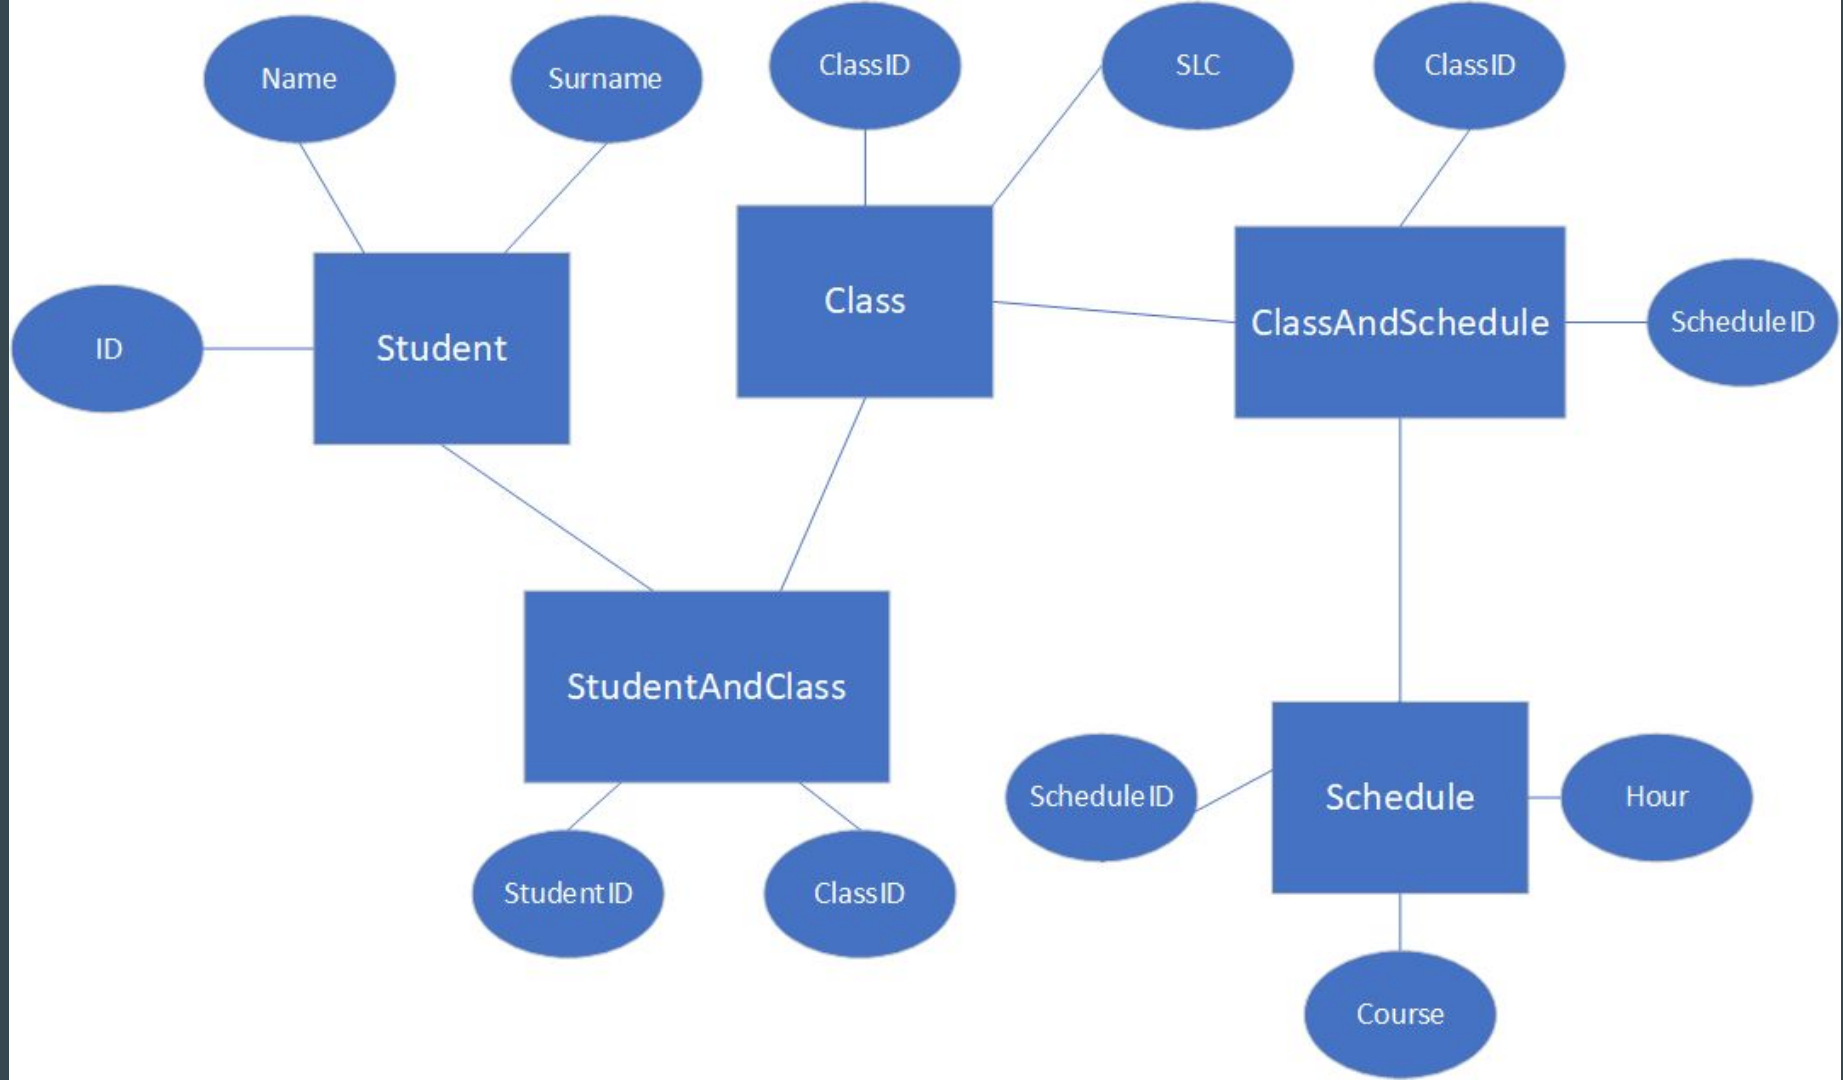 Name
Surname
ClassID
SLC
ClassID
Class
ClassAndSchedule
ScheduleID
ID
Student
StudentAndClass
ScheduleID
Schedule
Hour
StudentID
ClassID
Course